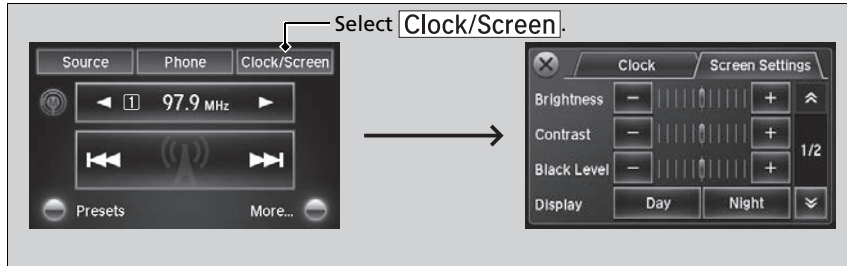 Select Clock/Screen.
Source Phone Clock/Screen
1 97.9 MHz
Presets More...
Clock Screen Settings
Brightness − +
Contrast − +
1/2
Black Level − +
Display Day Night